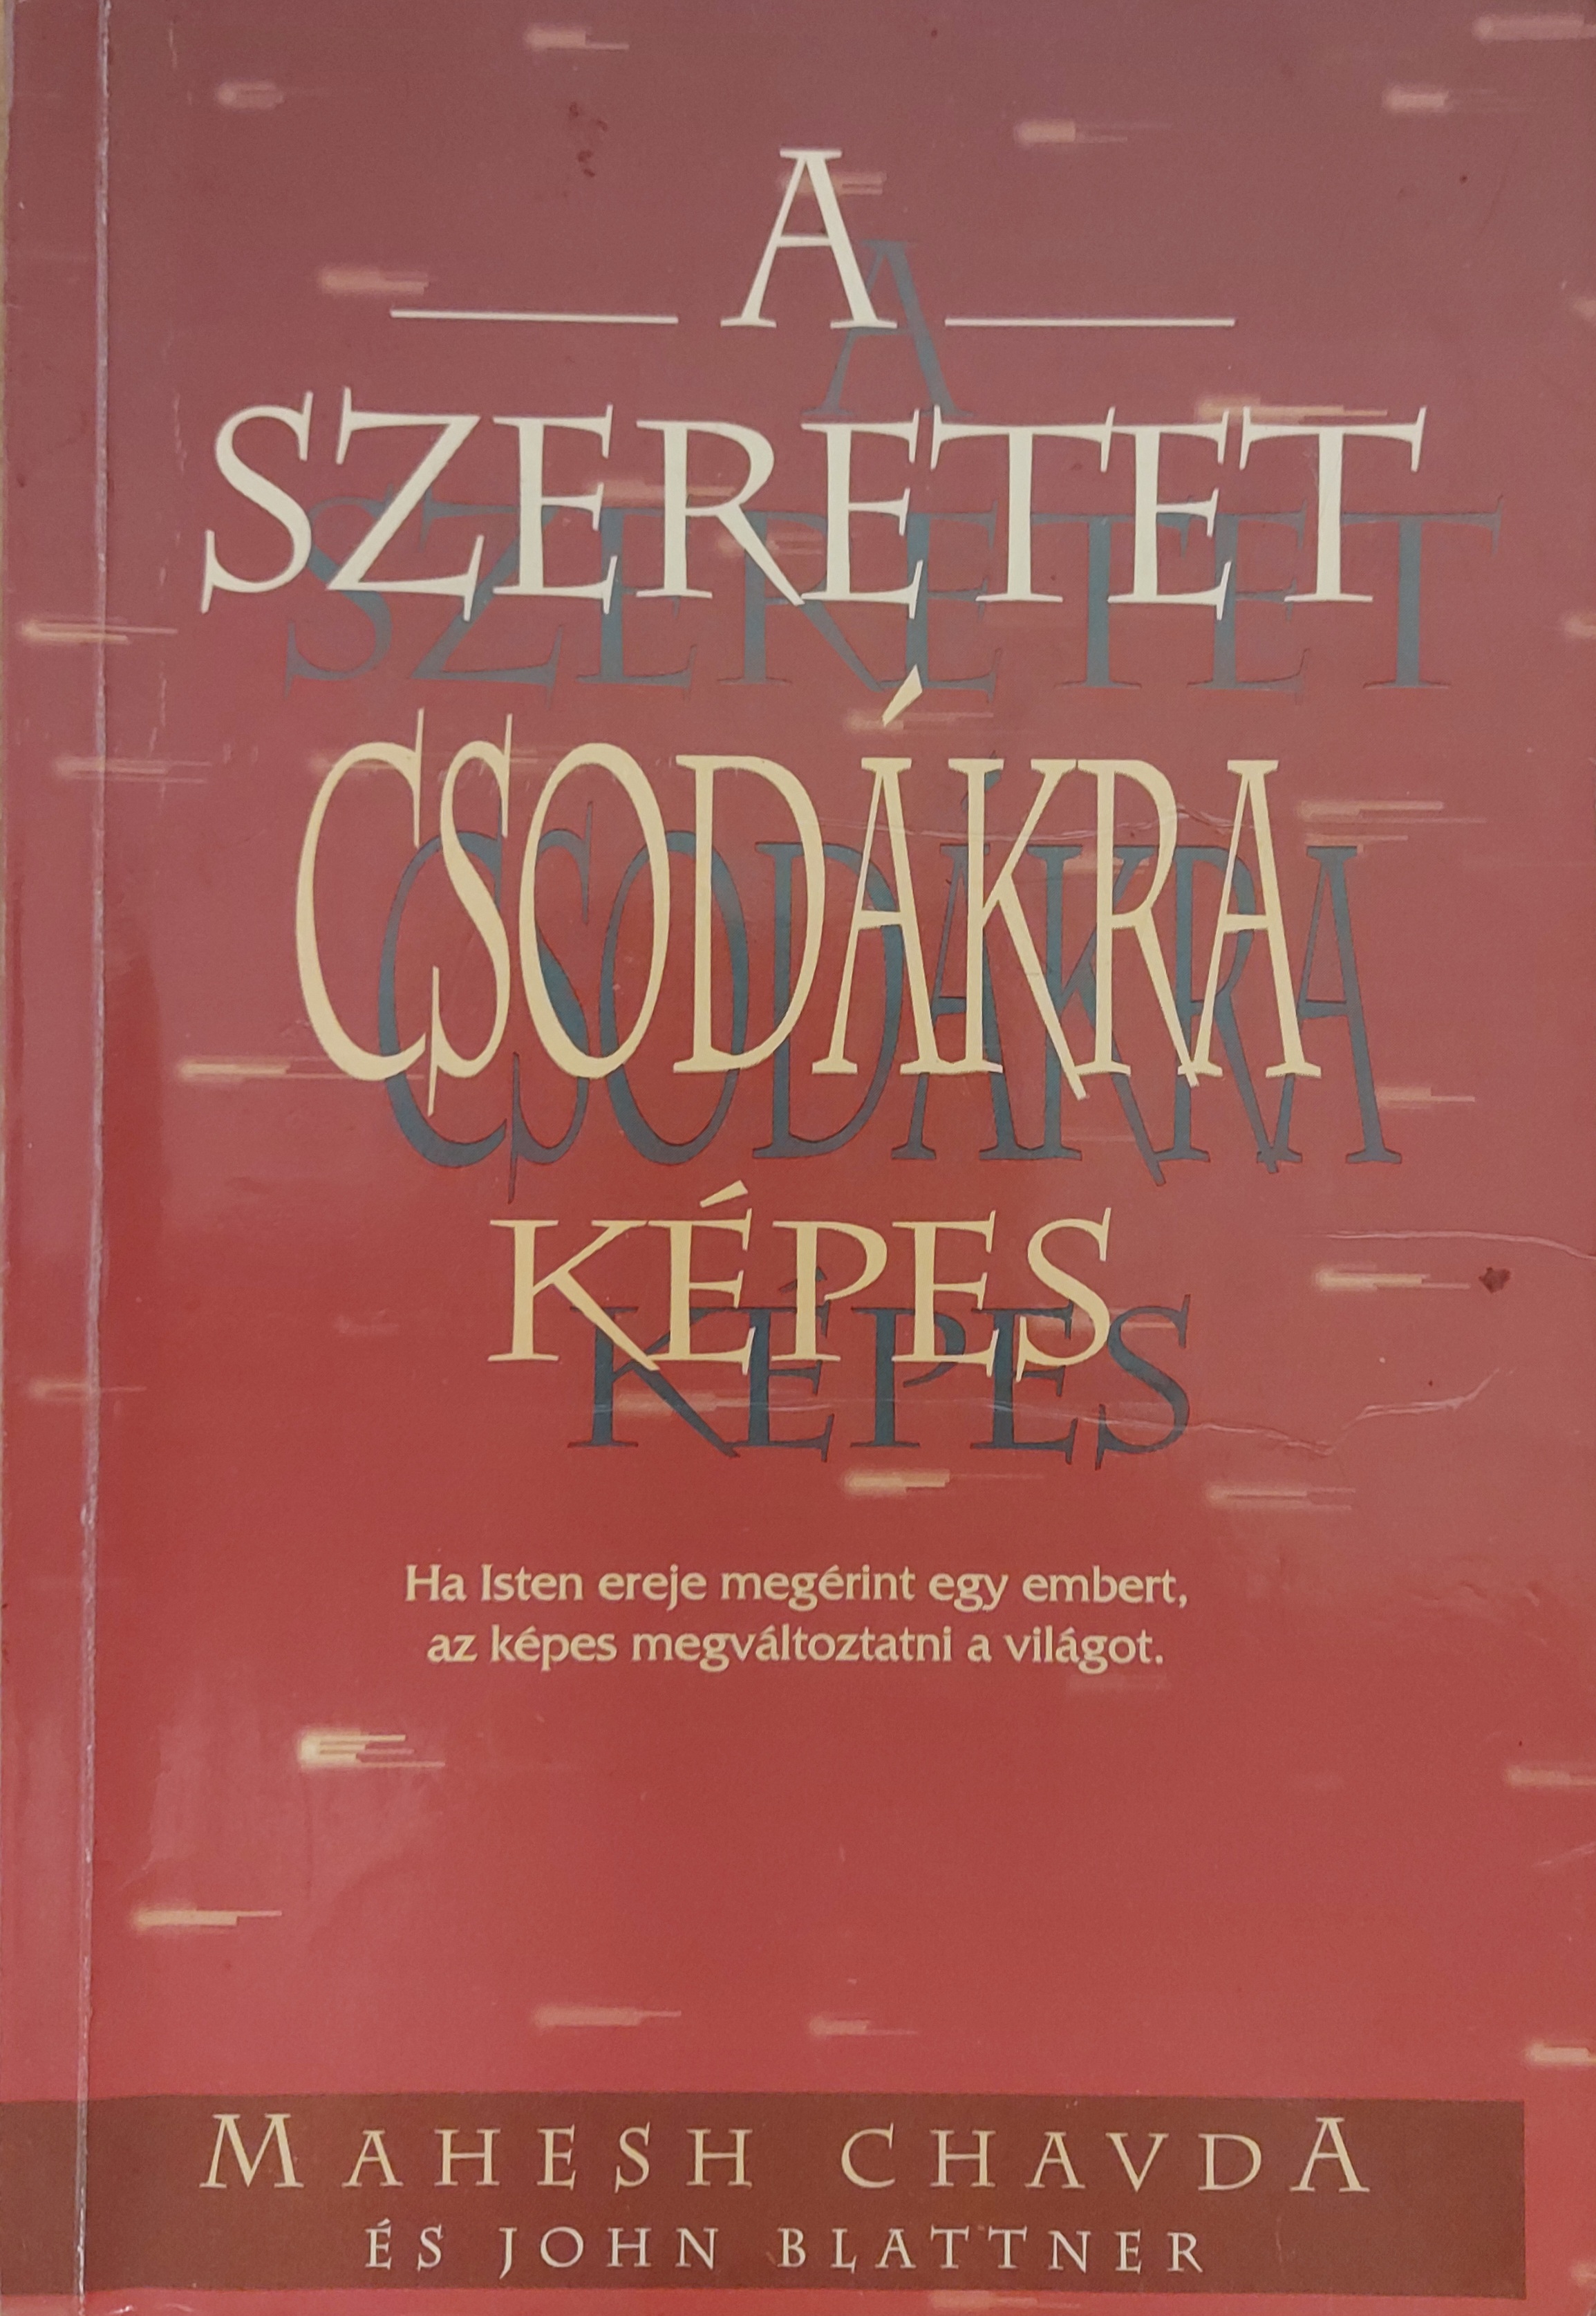 A
SZERETET
CSODÁKRA
KÉPES
Ha Isten ereje megérint egy embert,
az képes megváltoztatni a világot.
MAHESH CHAVDA
ÉS JOHN BLATTNER